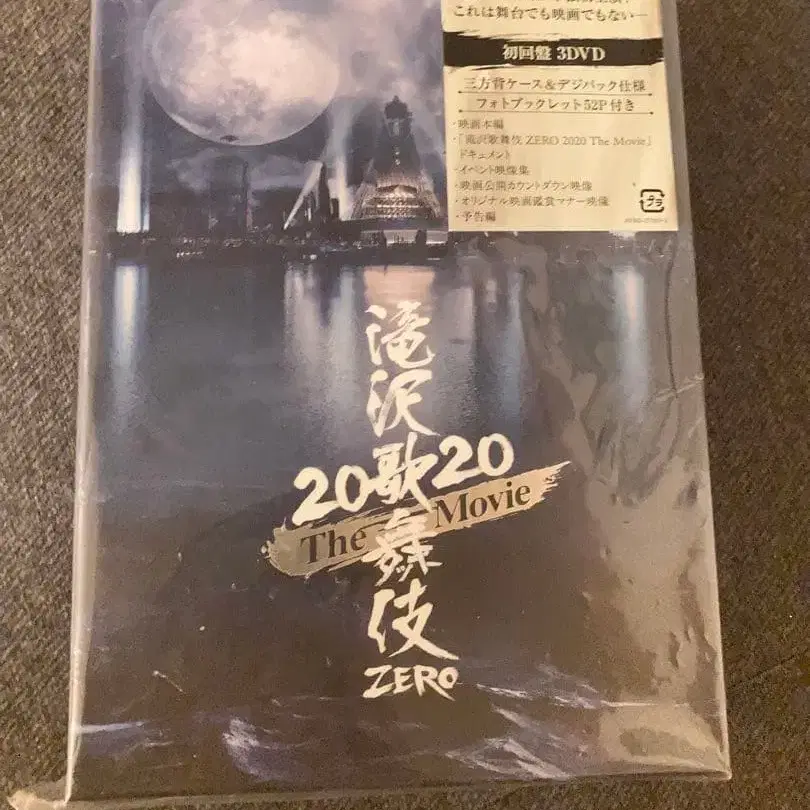 これは舞台でも映画でもない—
初回盤 3DVD
三方背ケース&デジパック仕様
フォトブックレット52P付き
・映画本編
・「滝沢歌舞伎 ZERO 2020 The Movie」
ドキュメント
・イベント映像集
・映画公開カウントダウン映像
・オリジナル映画鑑賞マナー映像
・予告編
プラ
滝沢歌舞伎
2020
The Movie
ZERO